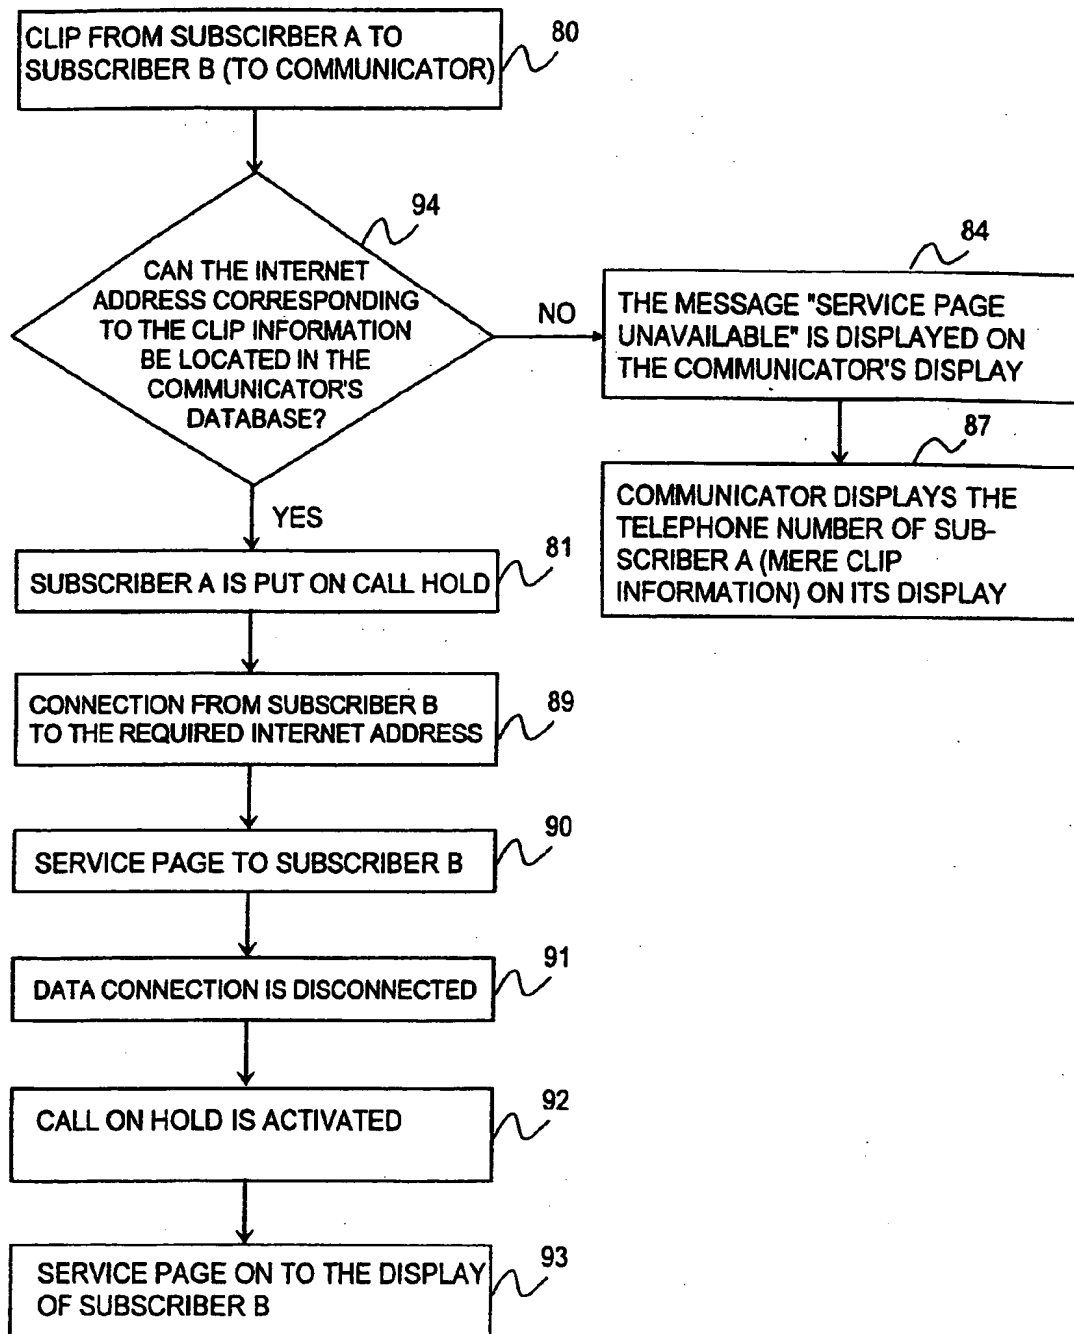 CLIP FROM SUBSCIRBER A TO
SUBSCRIBER B (TO COMMUNICATOR)
80
94
CAN THE INTERNET
ADDRESS CORRESPONDING
TO THE CLIP INFORMATION
BE LOCATED IN THE
COMMUNICATOR'S
DATABASE?
NO
84
THE MESSAGE "SERVICE PAGE
UNAVAILABLE" IS DISPLAYED ON
THE COMMUNICATOR'S DISPLAY
87
COMMUNICATOR DISPLAYS THE
TELEPHONE NUMBER OF SUB-
SCRIBER A (MERE CLIP
INFORMATION) ON ITS DISPLAY
YES
81
SUBSCRIBER A IS PUT ON CALL HOLD
CONNECTION FROM SUBSCRIBER B
TO THE REQUIRED INTERNET ADDRESS
89
90
SERVICE PAGE TO SUBSCRIBER B
91
DATA CONNECTION IS DISCONNECTED
92
CALL ON HOLD IS ACTIVATED
93
SERVICE PAGE ON TO THE DISPLAY
OF SUBSCRIBER B